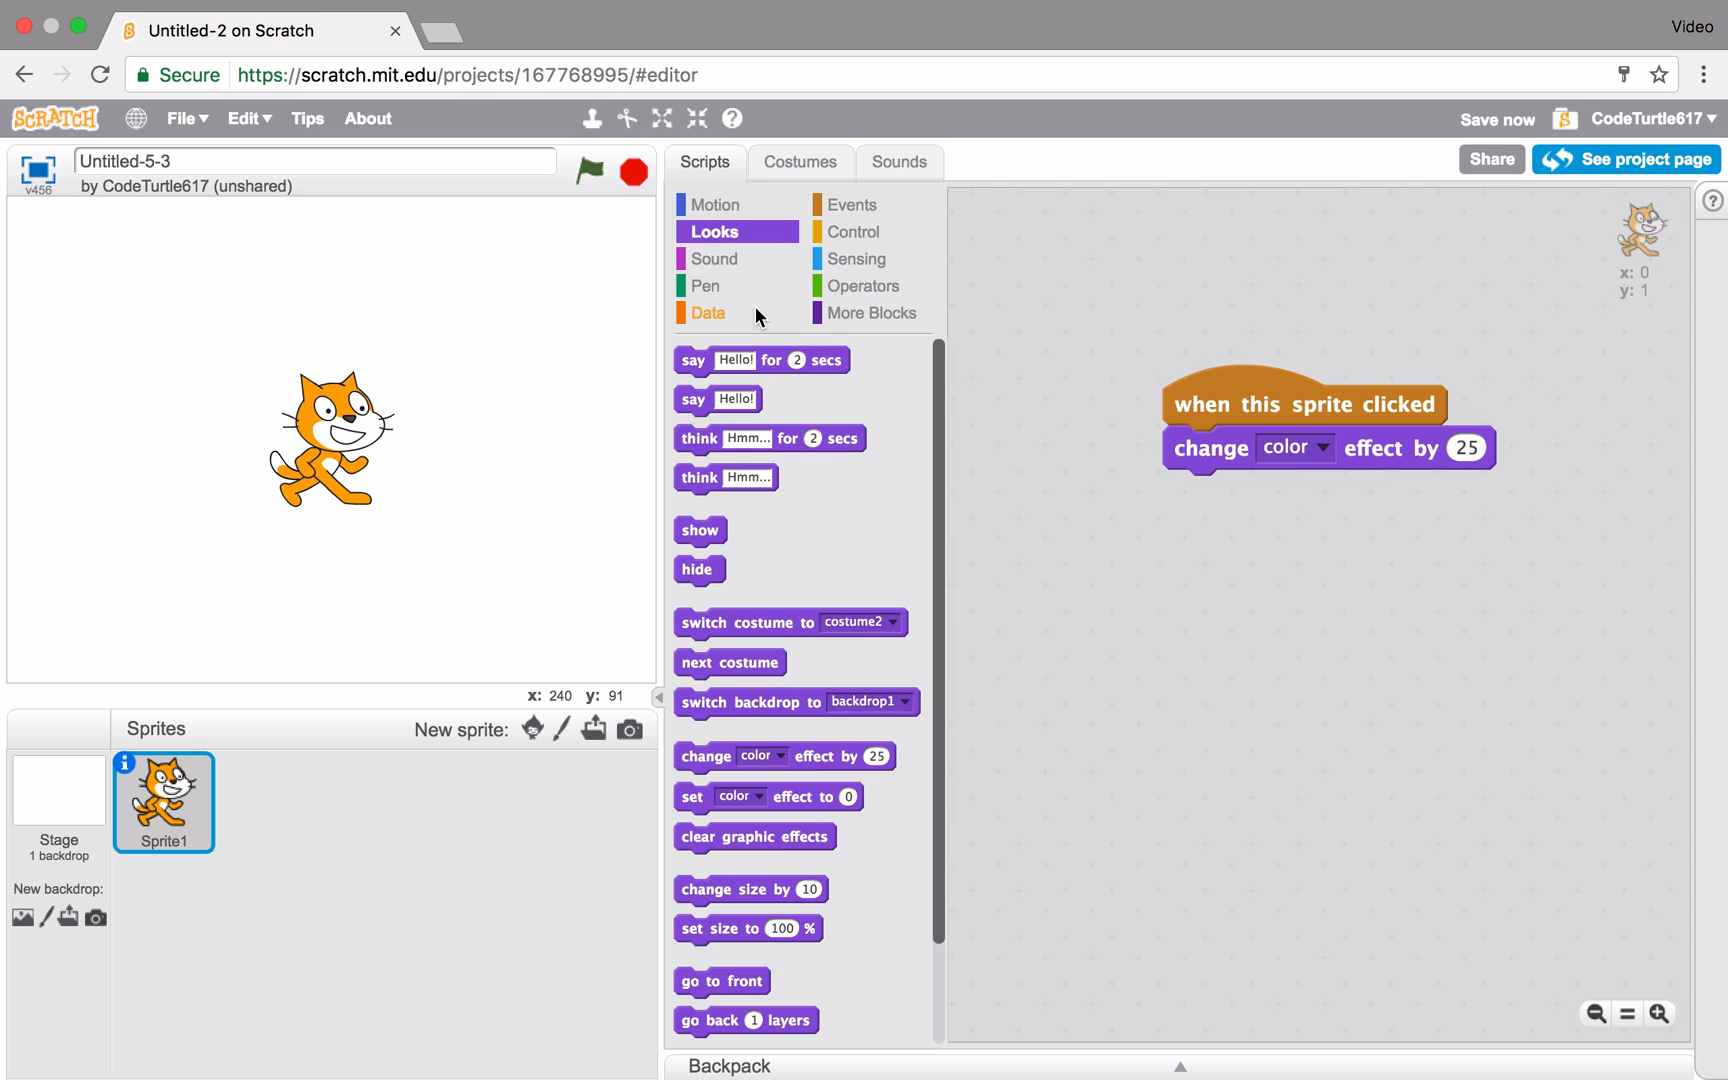 Untitled-2 on Scratch
Video
Secure https://scratch.mit.edu/projects/167768995/#editor
SCRATCH File Edit Tips About Save now CodeTurtle617
v456
Untitled-5-3
by CodeTurtle617 (unshared)
Scripts Costumes Sounds
Share See project page
Motion Events
Looks Control
Sound Sensing
Pen Operators
Data More Blocks
say Hello! for 2 secs
say Hello!
think Hmm... for 2 secs
think Hmm...
show
hide
switch costume to costume2
next costume
switch backdrop to backdrop1
change color effect by 25
set color effect to 0
clear graphic effects
change size by 10
set size to 100 %
go to front
go back 1 layers
when this sprite clicked
change color effect by 25
x: 0
y: 1
x: 240 y: 91
Sprites New sprite:
Sprite1
Stage
1 backdrop
New backdrop:
Backpack